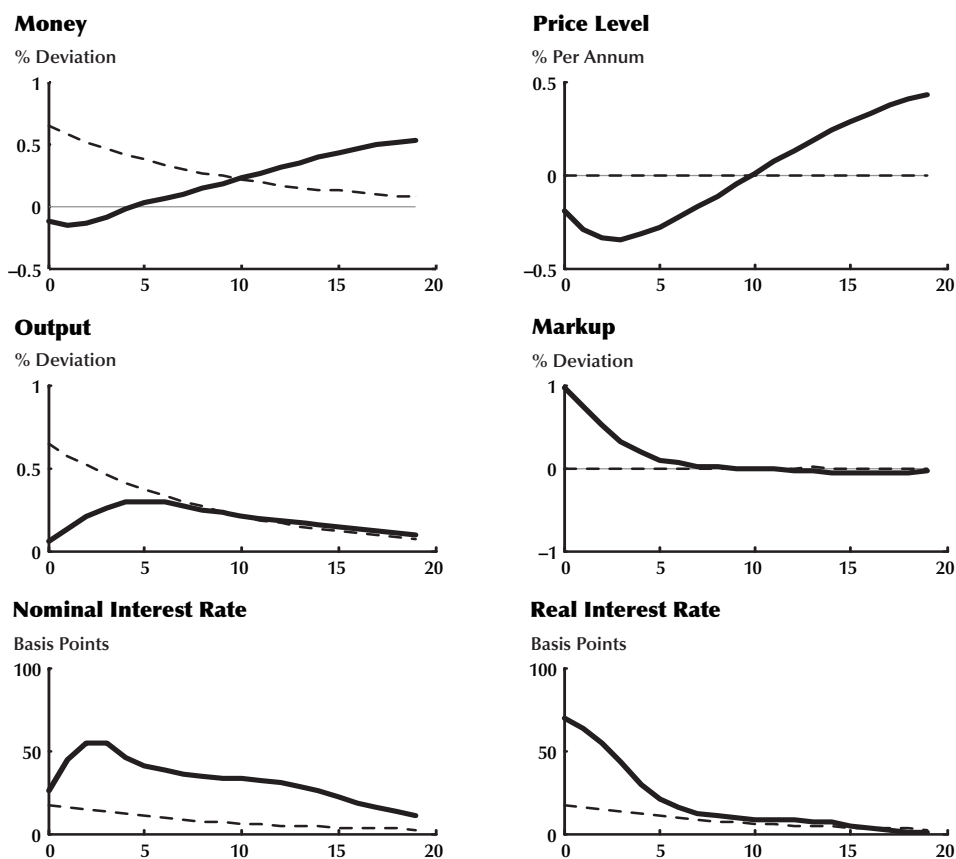 Money
% Deviation
1
0.5
0
–0.5
0 5 10 15 20
Price Level
% Per Annum
0.5
0
–0.5
0 5 10 15 20
Output
% Deviation
1
0.5
0
0 5 10 15 20
Markup
% Deviation
1
0
–1
0 5 10 15 20
Nominal Interest Rate
Basis Points
100
50
0
0 5 10 15 20
Real Interest Rate
Basis Points
100
50
0
0 5 10 15 20